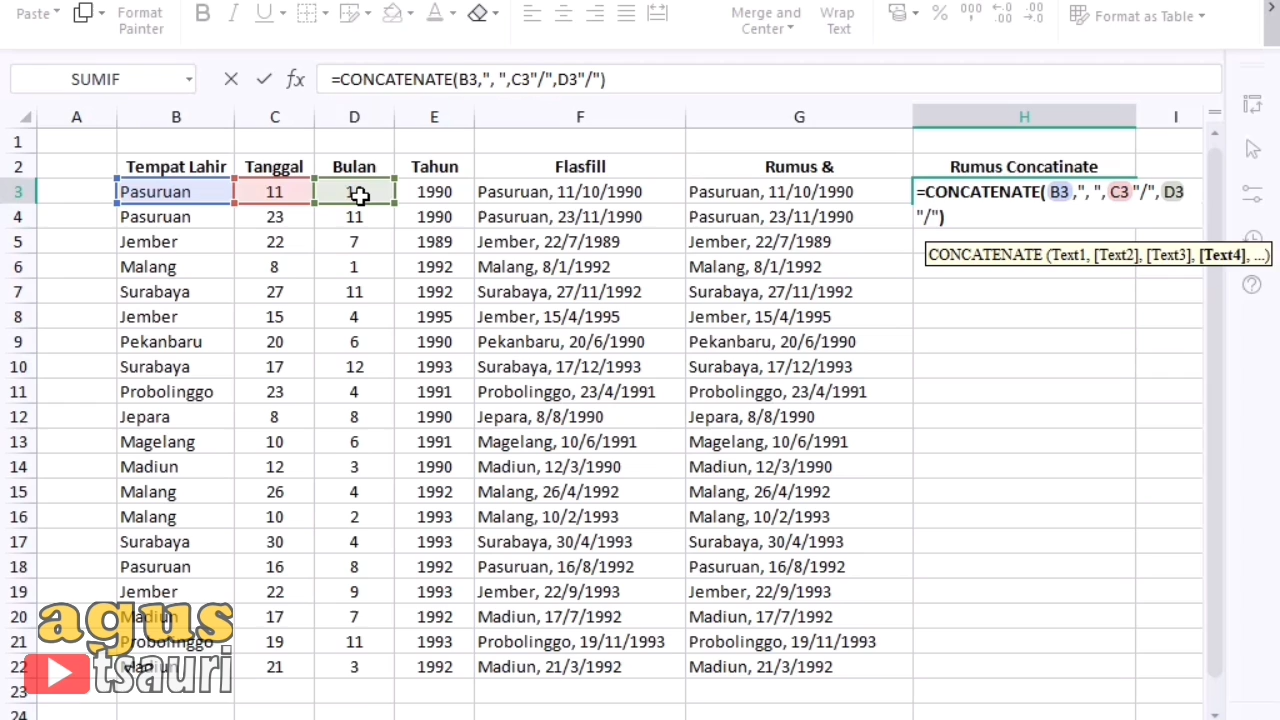 Paste Format Painter B I U A Merge and Center Wrap Text % 000 ←.0 .00 .00 →.0 Format as Table
SUMIF fx =CONCATENATE(B3,", ",C3"/",D3"/")
A B C D E F G H I
1
2 Tempat Lahir Tanggal Bulan Tahun Flasfill Rumus & Rumus Concatinate
3 Pasuruan 11 1 1990 Pasuruan, 11/10/1990 Pasuruan, 11/10/1990 =CONCATENATE( B3,", ",C3"/",D3
"/")
4 Pasuruan 23 11 1990 Pasuruan, 23/11/1990 Pasuruan, 23/11/1990
CONCATENATE (Text1, [Text2], [Text3], [Text4], ...)
5 Jember 22 7 1989 Jember, 22/7/1989 Jember, 22/7/1989
6 Malang 8 1 1992 Malang, 8/1/1992 Malang, 8/1/1992
7 Surabaya 27 11 1992 Surabaya, 27/11/1992 Surabaya, 27/11/1992
8 Jember 15 4 1995 Jember, 15/4/1995 Jember, 15/4/1995
9 Pekanbaru 20 6 1990 Pekanbaru, 20/6/1990 Pekanbaru, 20/6/1990
10 Surabaya 17 12 1993 Surabaya, 17/12/1993 Surabaya, 17/12/1993
11 Probolinggo 23 4 1991 Probolinggo, 23/4/1991 Probolinggo, 23/4/1991
12 Jepara 8 8 1990 Jepara, 8/8/1990 Jepara, 8/8/1990
13 Magelang 10 6 1991 Magelang, 10/6/1991 Magelang, 10/6/1991
14 Madiun 12 3 1990 Madiun, 12/3/1990 Madiun, 12/3/1990
15 Malang 26 4 1992 Malang, 26/4/1992 Malang, 26/4/1992
16 Malang 10 2 1993 Malang, 10/2/1993 Malang, 10/2/1993
17 Surabaya 30 4 1993 Surabaya, 30/4/1993 Surabaya, 30/4/1993
18 Pasuruan 16 8 1992 Pasuruan, 16/8/1992 Pasuruan, 16/8/1992
19 Jember 22 9 1993 Jember, 22/9/1993 Jember, 22/9/1993
20 Madiun 17 7 1992 Madiun, 17/7/1992 Madiun, 17/7/1992
21 Probolinggo 19 11 1993 Probolinggo, 19/11/1993 Probolinggo, 19/11/1993
22 Madiun 21 3 1992 Madiun, 21/3/1992 Madiun, 21/3/1992
23
24
agus
tsauri